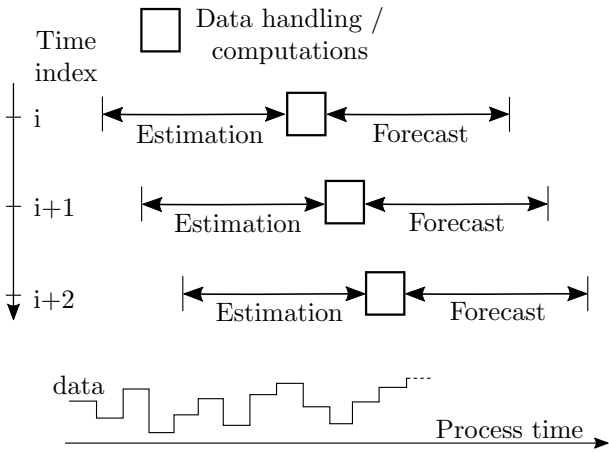 Data handling /
computations
Time
index
i
Estimation
Forecast
i+1
Estimation
Forecast
i+2
Estimation
Forecast
data
Process time